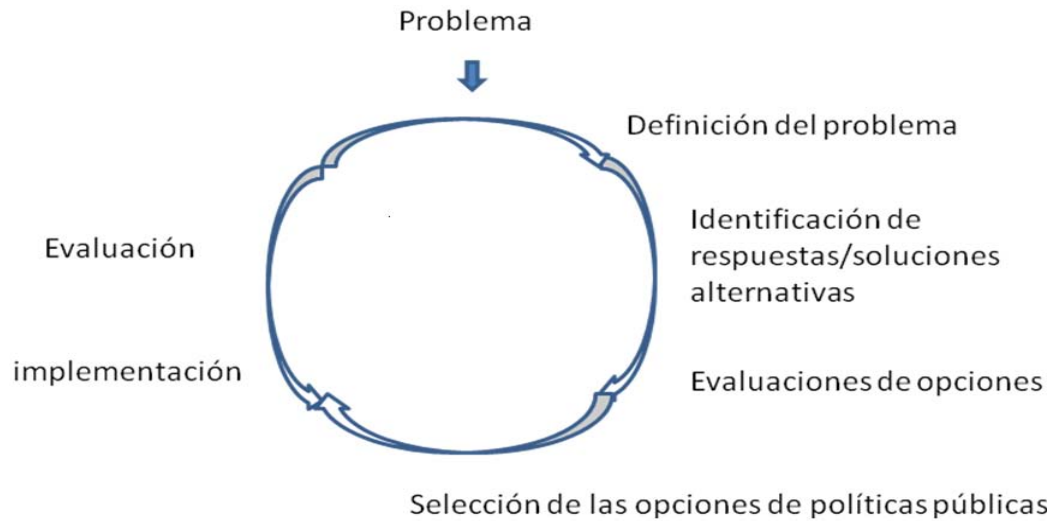 Problema
Definición del problema
Identificación de
respuestas/soluciones
alternativas
Evaluaciones de opciones
Selección de las opciones de políticas públicas
implementación
Evaluación